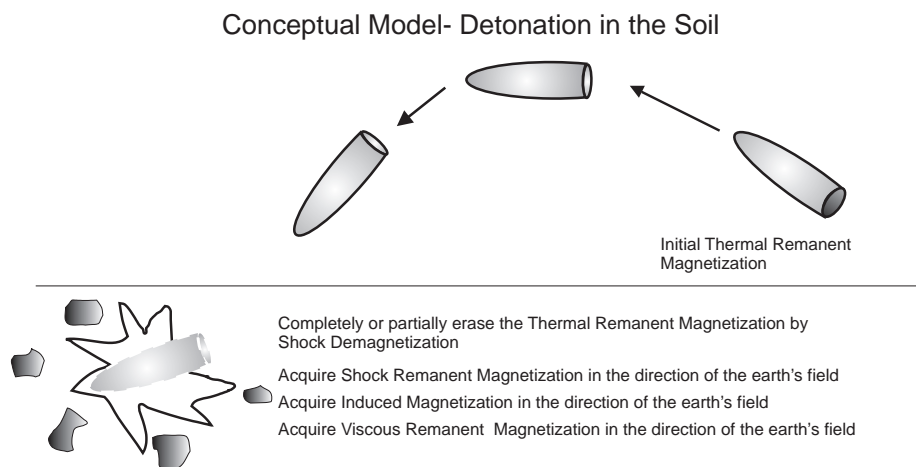 Conceptual Model- Detonation in the Soil
Initial Thermal Remanent
Magnetization
Completely or partially erase the Thermal Remanent Magnetization by
Shock Demagnetization
Acquire Shock Remanent Magnetization in the direction of the earth's field
Acquire Induced Magnetization in the direction of the earth's field
Acquire Viscous Remanent Magnetization in the direction of the earth's field